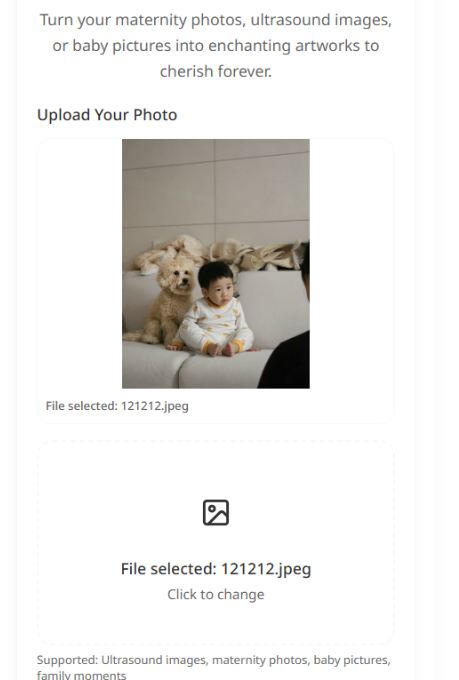 Turn your maternity photos, ultrasound images,
or baby pictures into enchanting artworks to
cherish forever.
Upload Your Photo
File selected: 121212.jpeg
File selected: 121212.jpeg
Click to change
Supported: Ultrasound images, maternity photos, baby pictures,
family moments